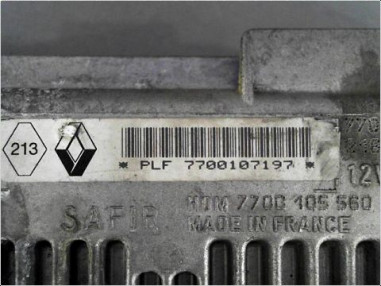 213
* PLF 7700107197 *
12V
SAFIR
HOM 7700 105 560
MADE IN FRANCE